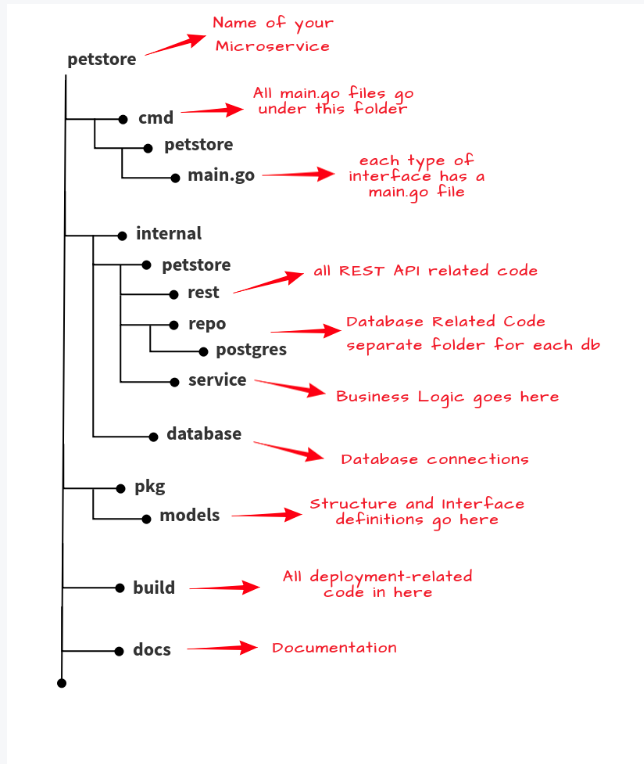 Name of your
Microservice
petstore
All main.go files go
under this folder
cmd
petstore
each type of
interface has a
main.go file
main.go
internal
petstore
all REST API related code
rest
repo
Database Related Code
separate folder for each db
postgres
service
Business Logic goes here
database
Database connections
pkg
models
Structure and Interface
definitions go here
build
All deployment-related
code in here
docs
Documentation